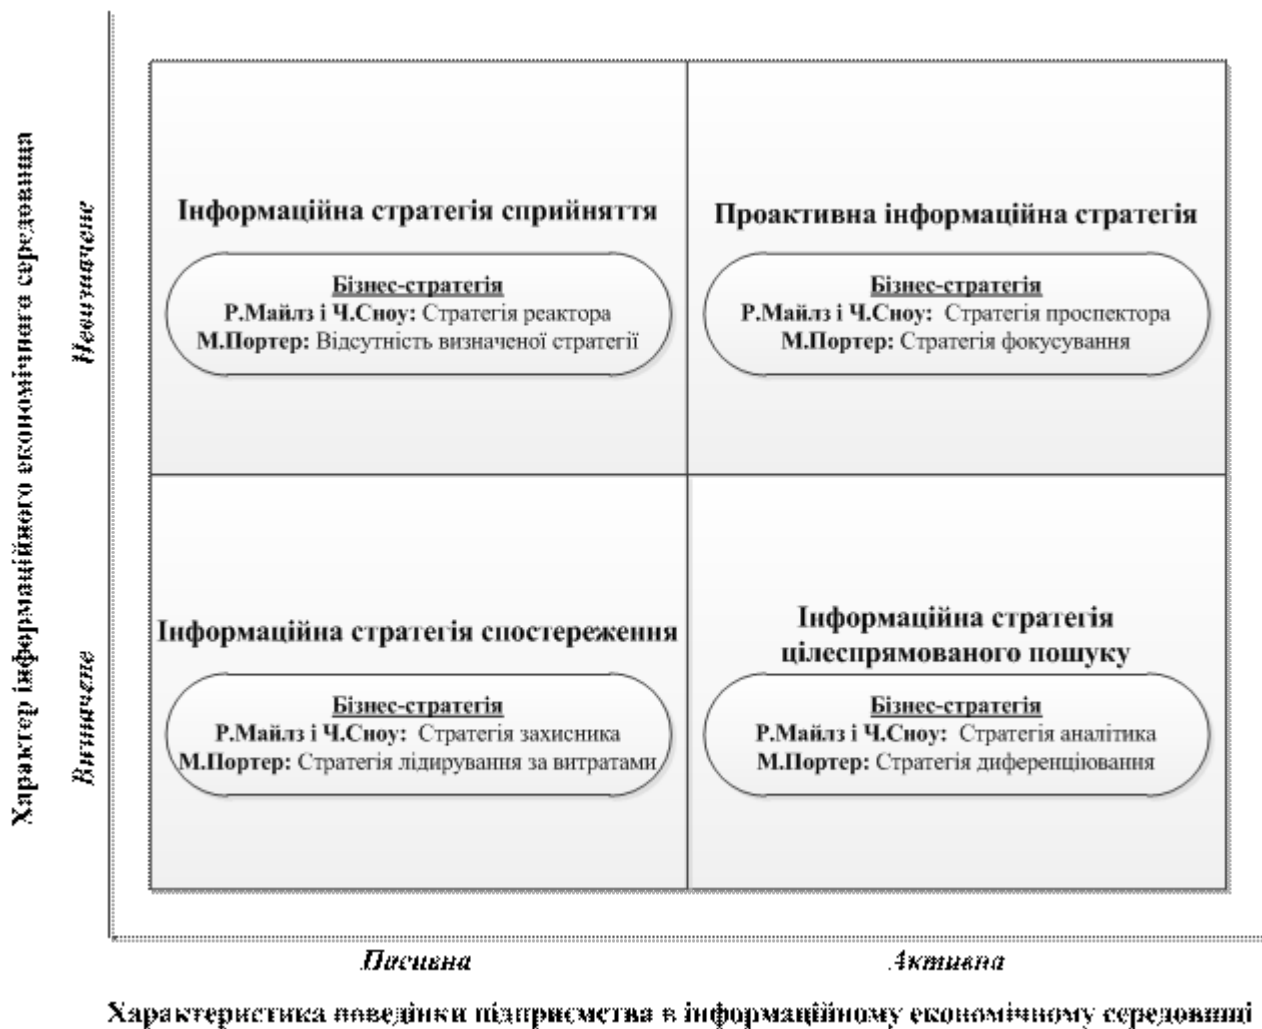 Характер інформаційного економічного середовища
Невизначене
Інформаційна стратегія сприйняття
Бізнес-стратегія
Р.Майлз і Ч.Сноу: Стратегія реактора
М.Портер: Відсутність визначеної стратегії
Проактивна інформаційна стратегія
Бізнес-стратегія
Р.Майлз і Ч.Сноу: Стратегія проспектора
М.Портер: Стратегія фокусування
Визначене
Інформаційна стратегія спостереження
Бізнес-стратегія
Р.Майлз і Ч.Сноу: Стратегія захисника
М.Портер: Стратегія лідирування за витратами
Інформаційна стратегія
цілеспрямованого пошуку
Бізнес-стратегія
Р.Майлз і Ч.Сноу: Стратегія аналітика
М.Портер: Стратегія диференціювання
Пасивна
Активна
Характеристика поведінки підприємства в інформаційному економічному середовищі